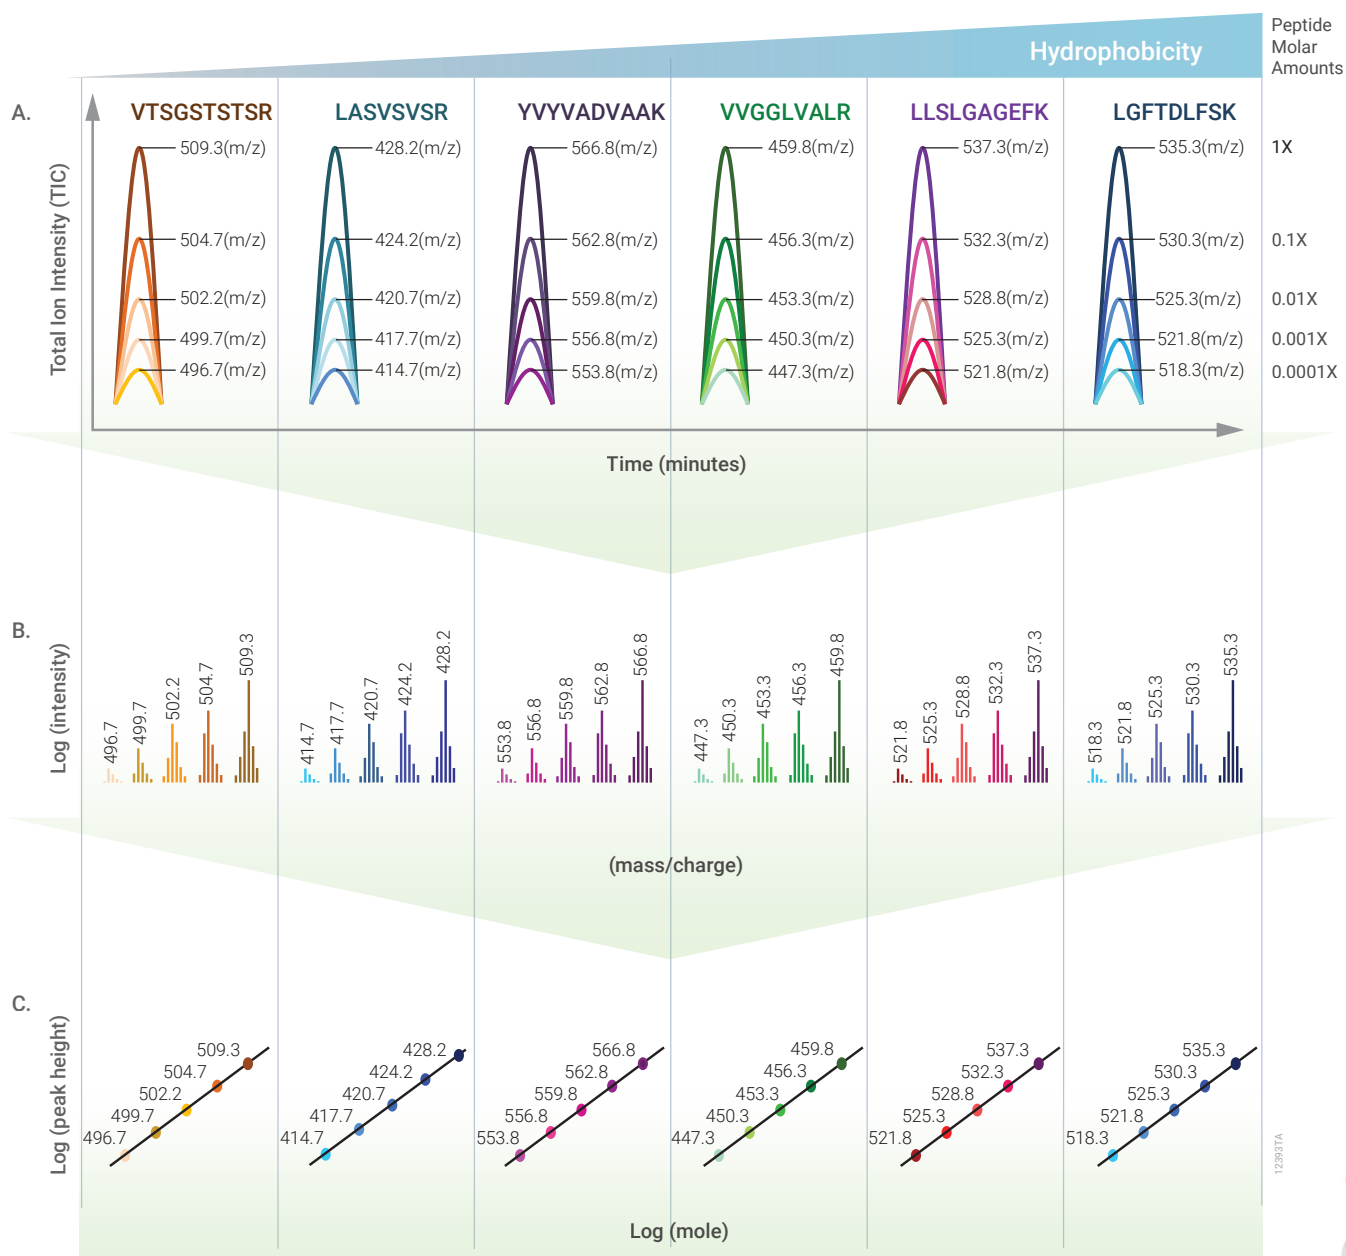 Hydrophobicity
Peptide
Molar
Amounts
A.
VTSGSTSTSR
LASVSVSR
YVYVADVAAK
VVGGLVALR
LLSLGAGEFK
LGFTDLFSK
Total Ion Intensity (TIC)
509.3(m/z) 428.2(m/z) 566.8(m/z) 459.8(m/z) 537.3(m/z) 535.3(m/z) 1X
504.7(m/z) 424.2(m/z) 562.8(m/z) 456.3(m/z) 532.3(m/z) 530.3(m/z) 0.1X
502.2(m/z) 420.7(m/z) 559.8(m/z) 453.3(m/z) 528.8(m/z) 525.3(m/z) 0.01X
499.7(m/z) 417.7(m/z) 556.8(m/z) 450.3(m/z) 525.3(m/z) 521.8(m/z) 0.001X
496.7(m/z) 414.7(m/z) 553.8(m/z) 447.3(m/z) 521.8(m/z) 518.3(m/z) 0.0001X
Time (minutes)
B.
Log (intensity)
496.7 499.7 502.2 504.7 509.3
414.7 417.7 420.7 424.2 428.2
553.8 556.8 559.8 562.8 566.8
447.3 450.3 453.3 456.3 459.8
521.8 525.3 528.8 532.3 537.3
518.3 521.8 525.3 530.3 535.3
(mass/charge)
C.
Log (peak height)
509.3 428.2 566.8 459.8 537.3 535.3
504.7 424.2 562.8 456.3 532.3 530.3
502.2 420.7 559.8 453.3 528.8 525.3
499.7 417.7 556.8 450.3 525.3 521.8
496.7 414.7 553.8 447.3 521.8 518.3
Log (mole)
12393TA